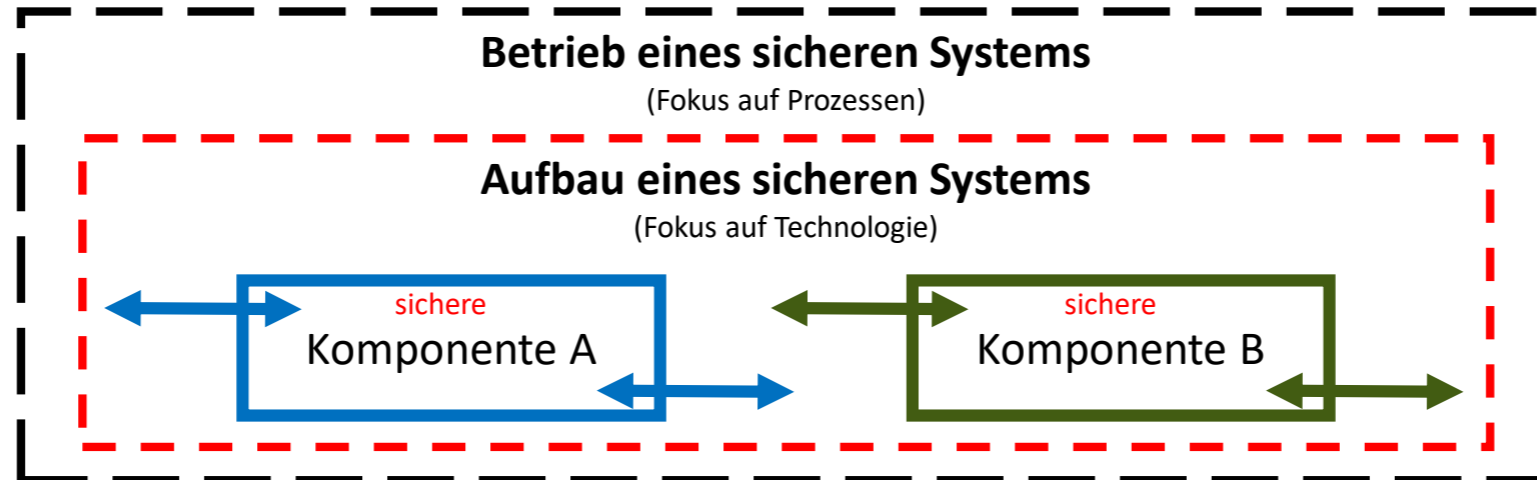 Betrieb eines sicheren Systems
(Fokus auf Prozessen)
Aufbau eines sicheren Systems
(Fokus auf Technologie)
sichere
Komponente A
sichere
Komponente B